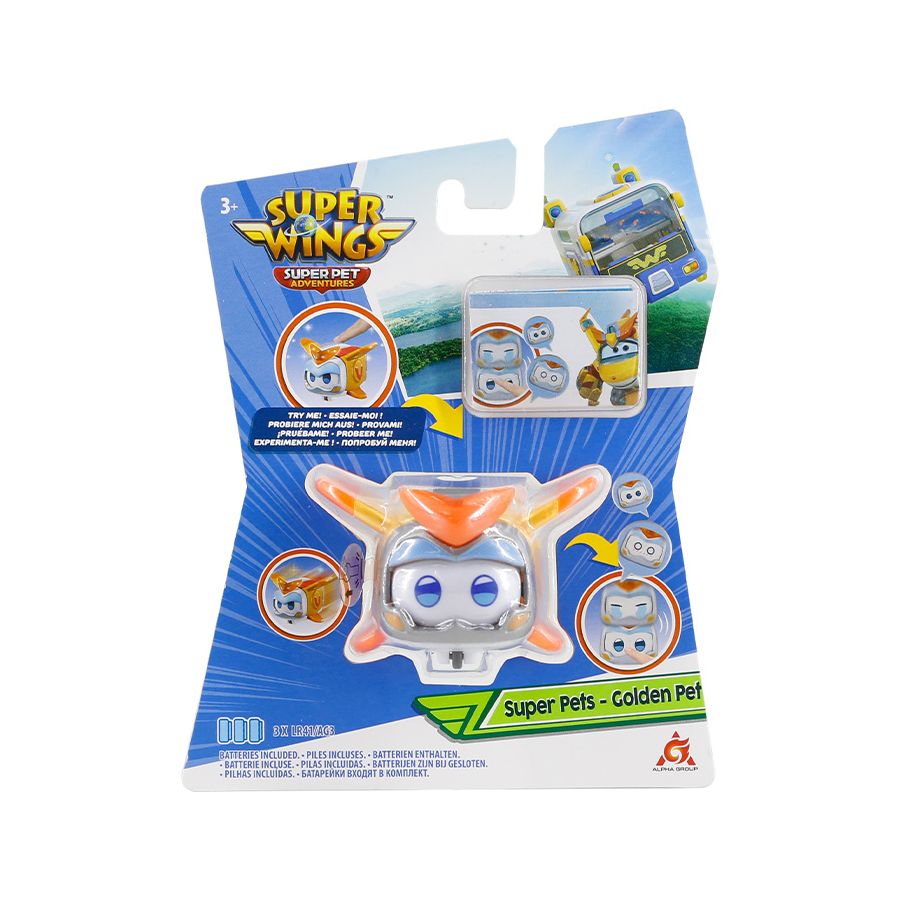 3+
SUPER
WINGS™
SUPER PET
ADVENTURES
W
TRY ME! • ESSAIE-MOI !
PROBIERE MICH AUS! • PROVAMI!
¡PRUÉBAME! • PROBEER ME!
EXPERIMENTA-ME ! • ПОПРОБУЙ МЕНЯ!
Super Pets - Golden Pet
3 X LR41/AG3
BATTERIES INCLUDED. • PILES INCLUSES. • BATTERIEN ENTHALTEN.
• BATTERIE INCLUSE. • PILAS INCLUIDAS. • BATTERIJEN ZIJN BIJ GESLOTEN.
• PILHAS INCLUÍDAS. • БАТАРЕЙКИ ВХОДЯТ В КОМПЛЕКТ.
ALPHA GROUP